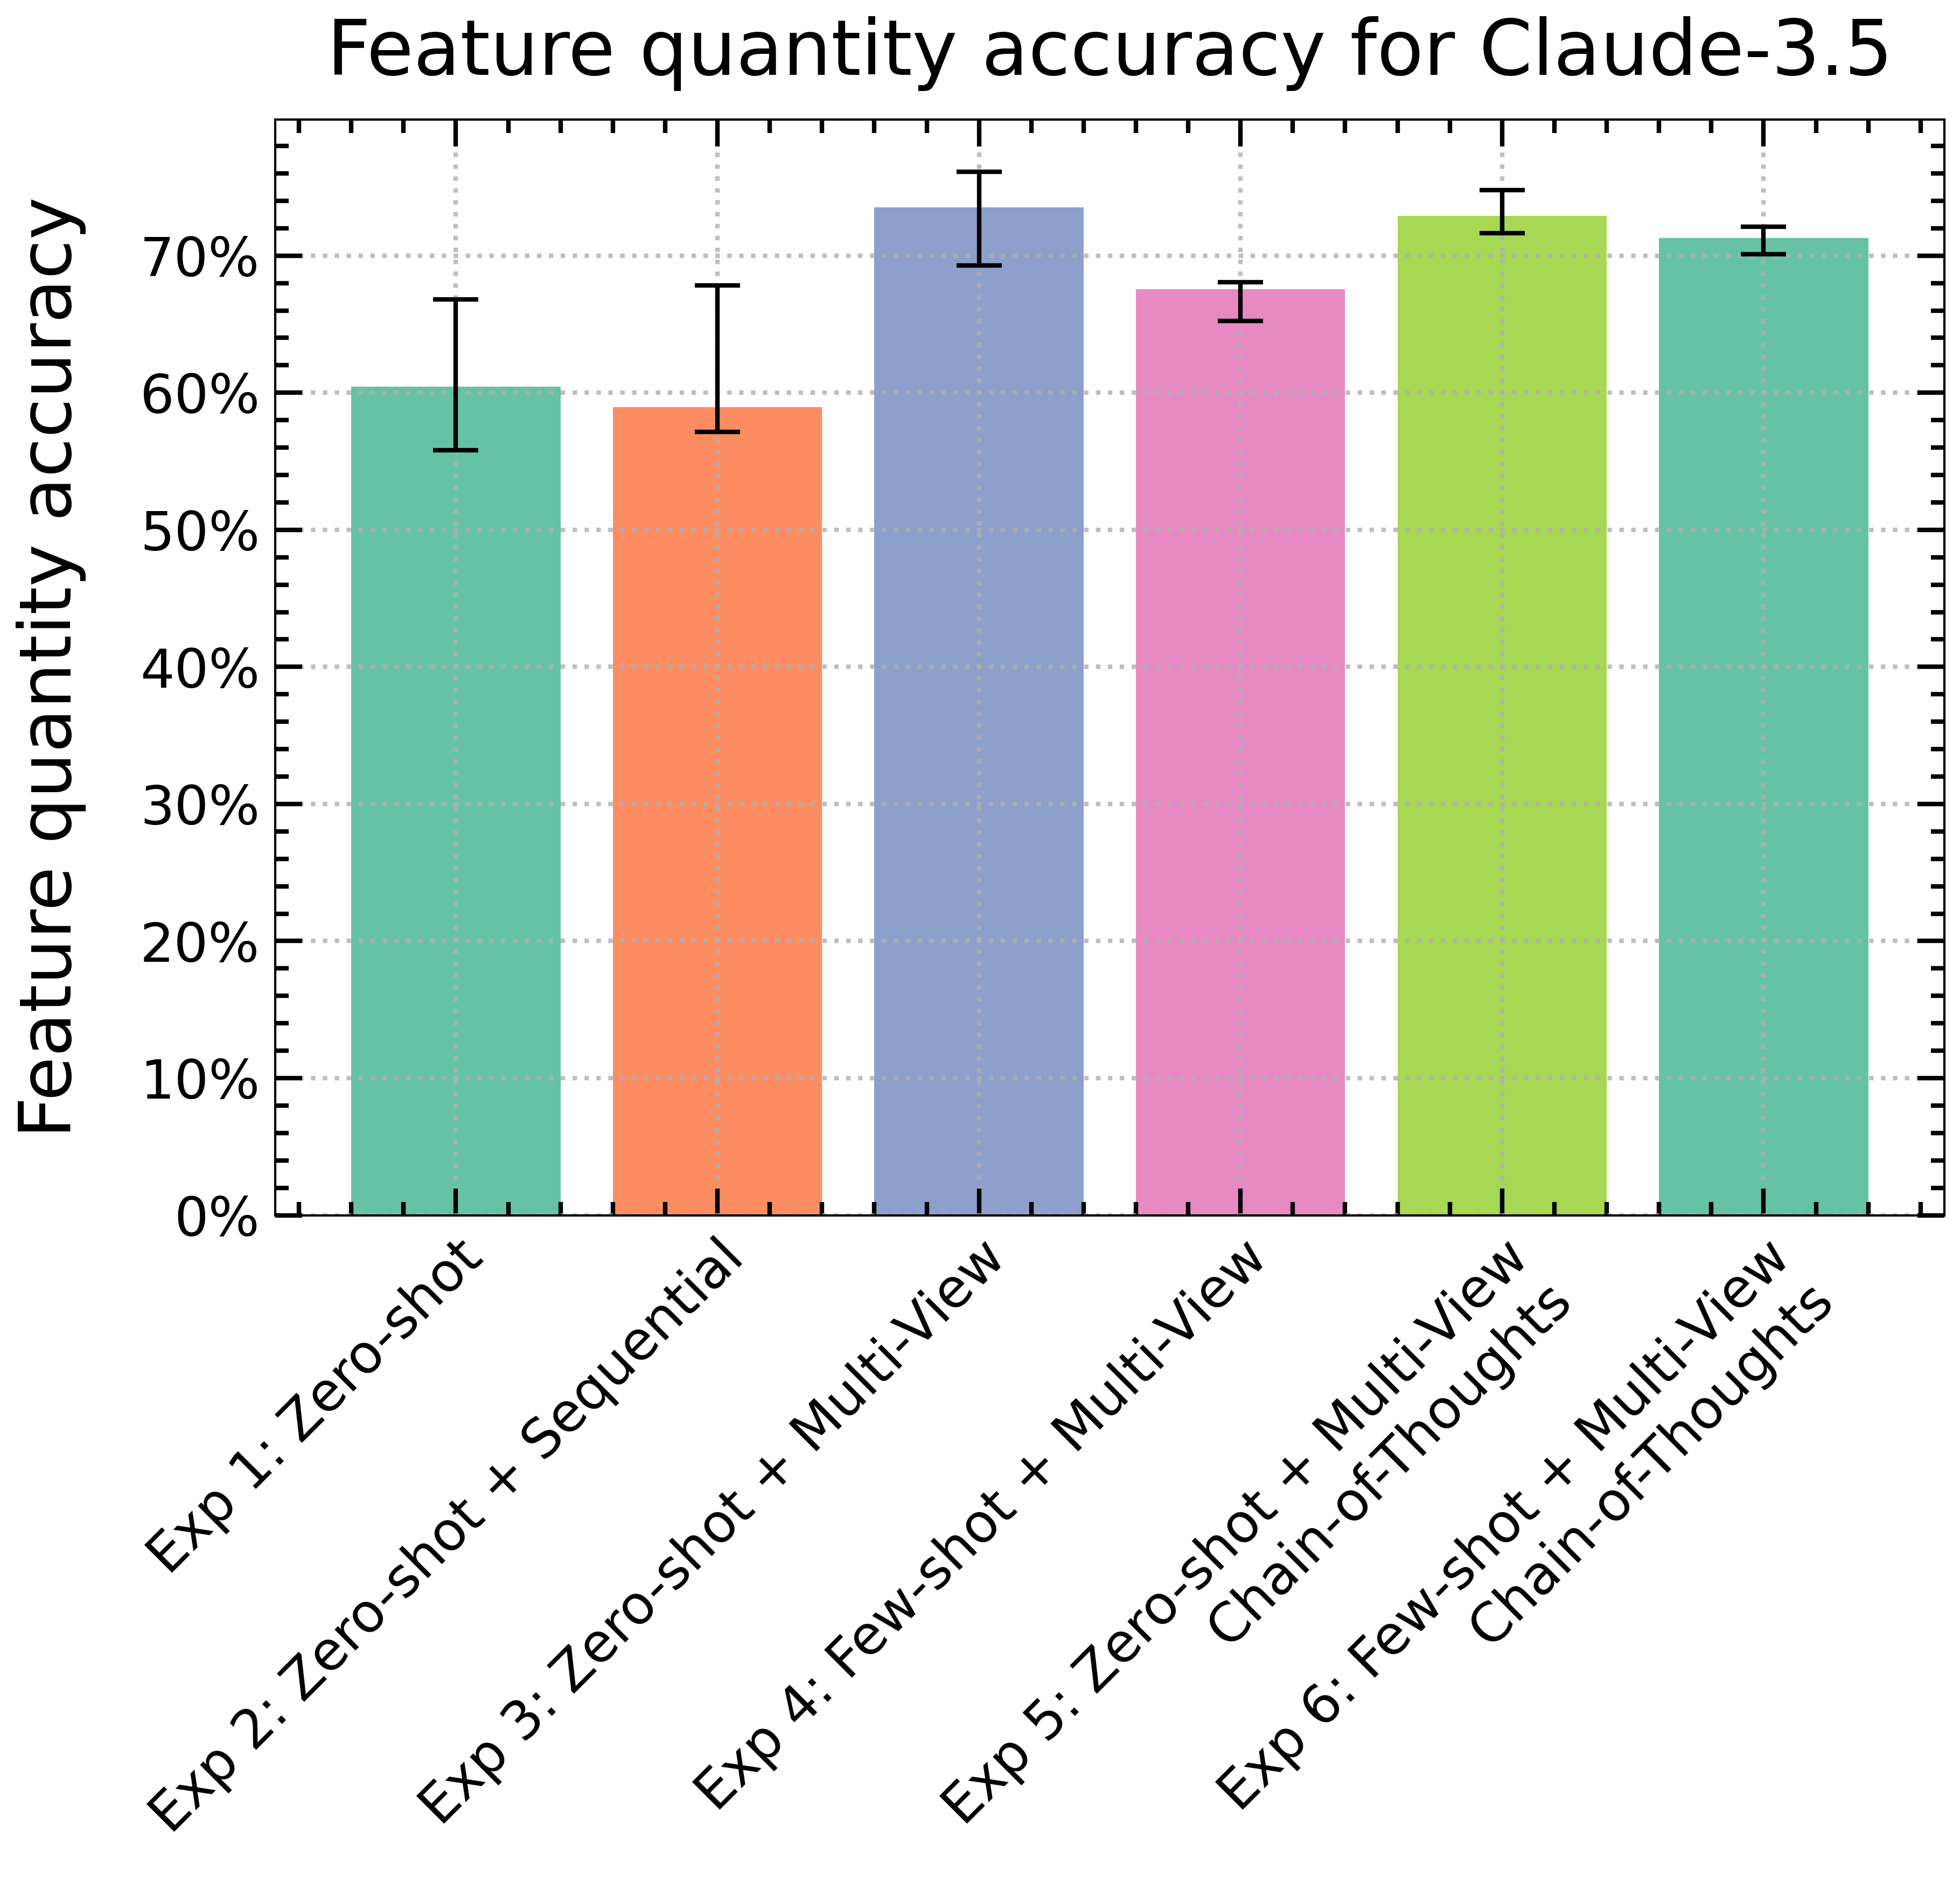 Feature quantity accuracy for Claude-3.5
Feature quantity accuracy
70%
60%
50%
40%
30%
20%
10%
0%
Exp 1: Zero-shot
Exp 2: Zero-shot + Sequential
Exp 3: Zero-shot + Multi-View
Exp 4: Few-shot + Multi-View
Exp 5: Zero-shot + Multi-View
Chain-of-Thoughts
Exp 6: Few-shot + Multi-View
Chain-of-Thoughts